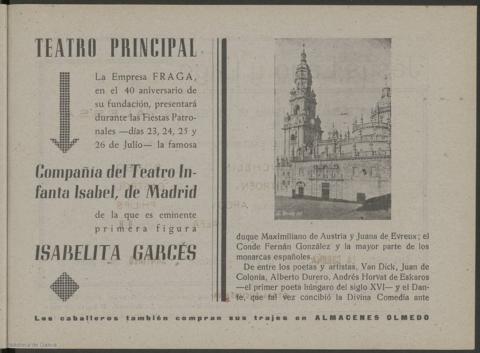 TEATRO PRINCIPAL
La Empresa FRAGA,
en el 40 aniversario de
su fundación, presentará
durante las Fiestas Patro-
nales —días 23, 24, 25 y
26 de Julio— la famosa
Compañía del Teatro In-
fanta Isabel, de Madrid
de la que es eminente
primera figura
ISABELITA GARCÉS
duque Maximiliano de Austria y Juana de Evreux; el
Conde Fernán González y la mayor parte de los
monarcas españoles.
De entre los poetas y artistas, Van Dick, Juan de
Colonia, Alberto Durero, Andrés Horvat de Eskaros
—el primer poeta húngaro del siglo XVI— y el Dan-
te, que tal vez concibió la Divina Comedia ante
Los caballeros también compran sus trajes en ALMACENES OLMEDO